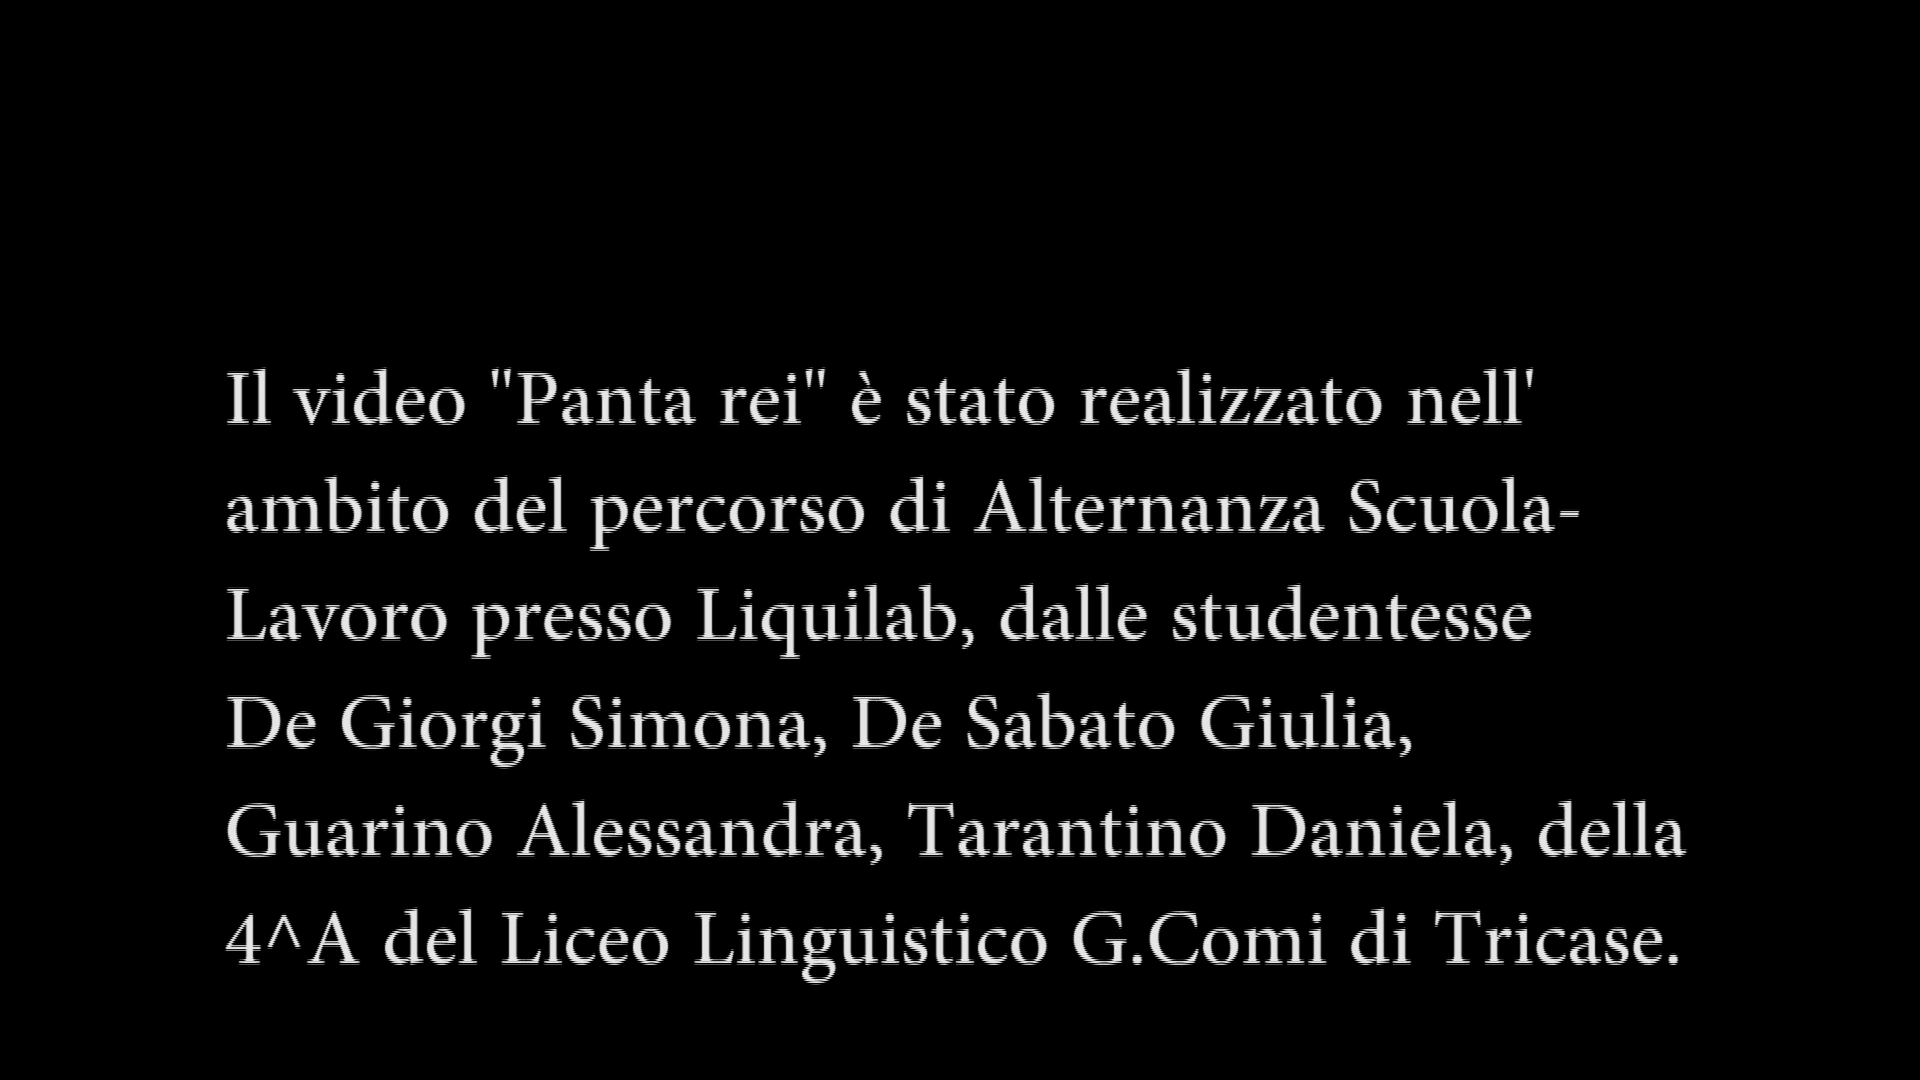 Il video "Panta rei" è stato realizzato nell'
ambito del percorso di Alternanza Scuola-
Lavoro presso Liquilab, dalle studentesse
De Giorgi Simona, De Sabato Giulia,
Guarino Alessandra, Tarantino Daniela, della
4^A del Liceo Linguistico G.Comi di Tricase.